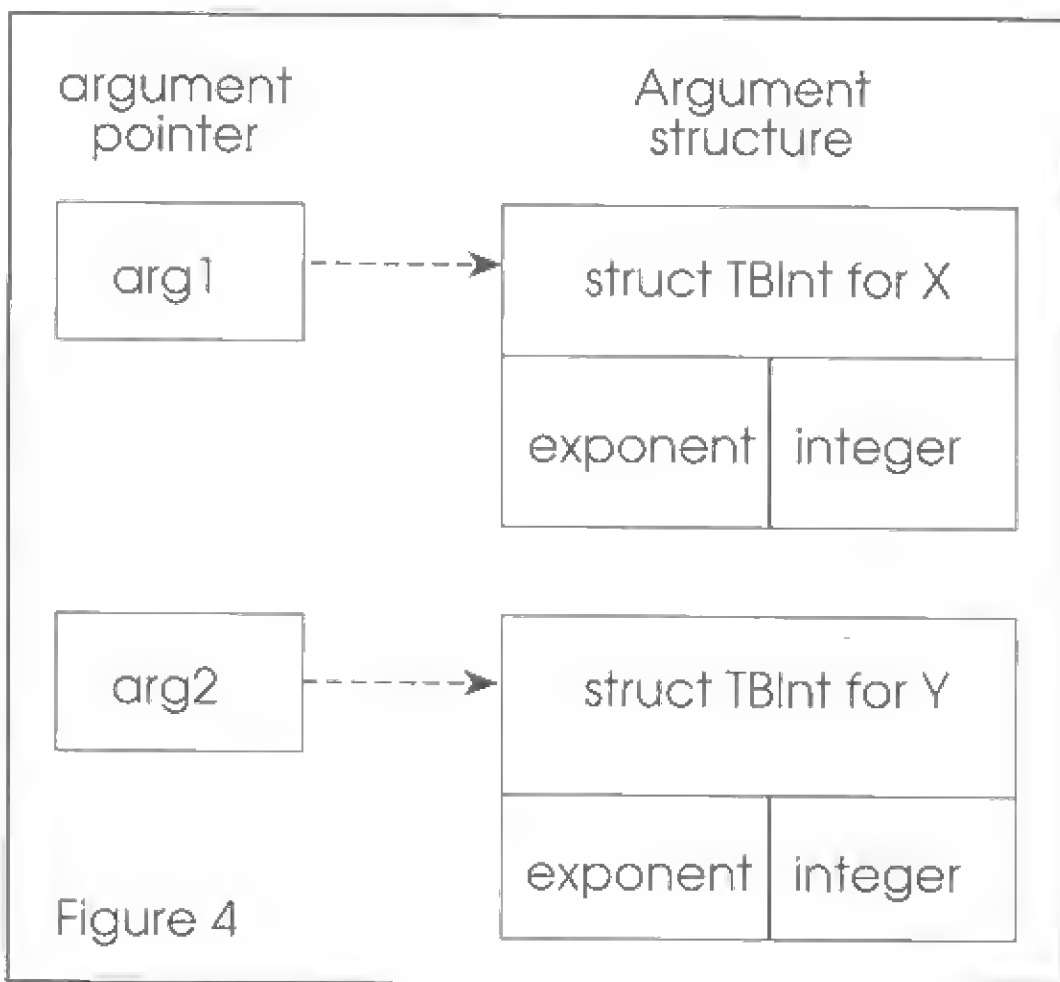 argument
pointer
Argument
structure
arg1
struct TBInt for X
exponent
integer
arg2
struct TBInt for Y
exponent
integer
Figure 4